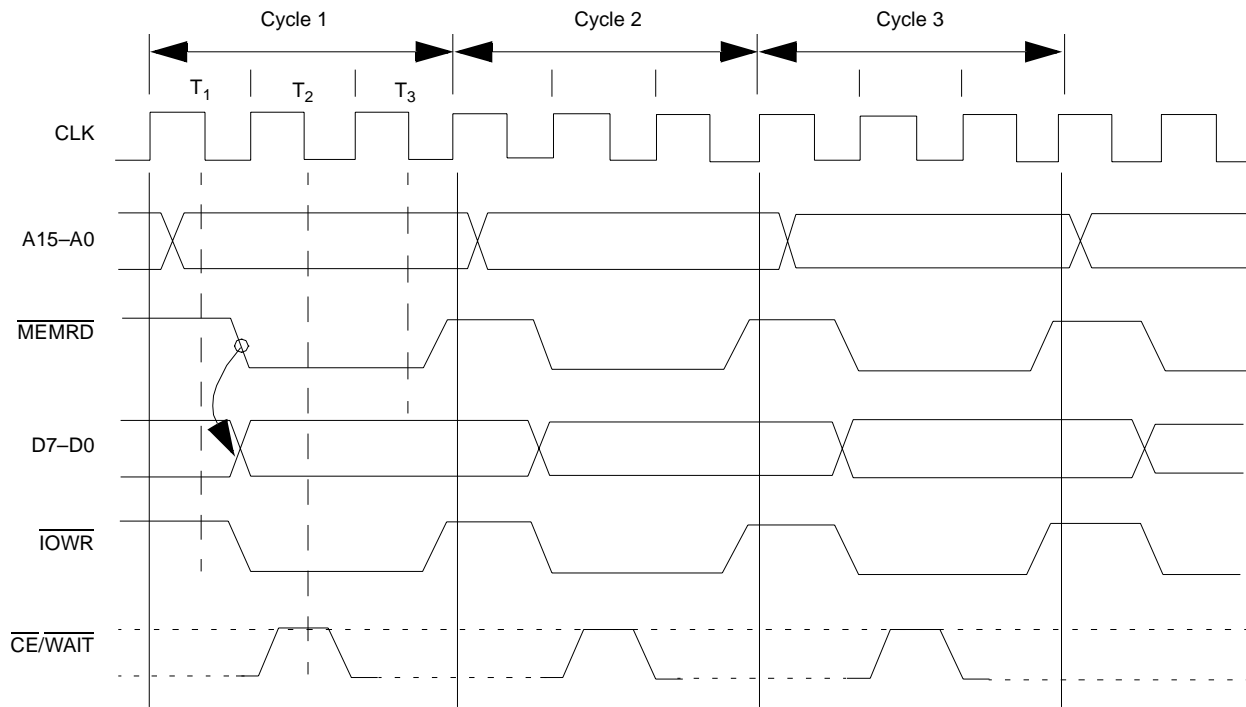 Cycle 1 Cycle 2 Cycle 3
T1 T2 T3
CLK
A15–A0
MEMRD
D7–D0
IOWR
CE/WAIT